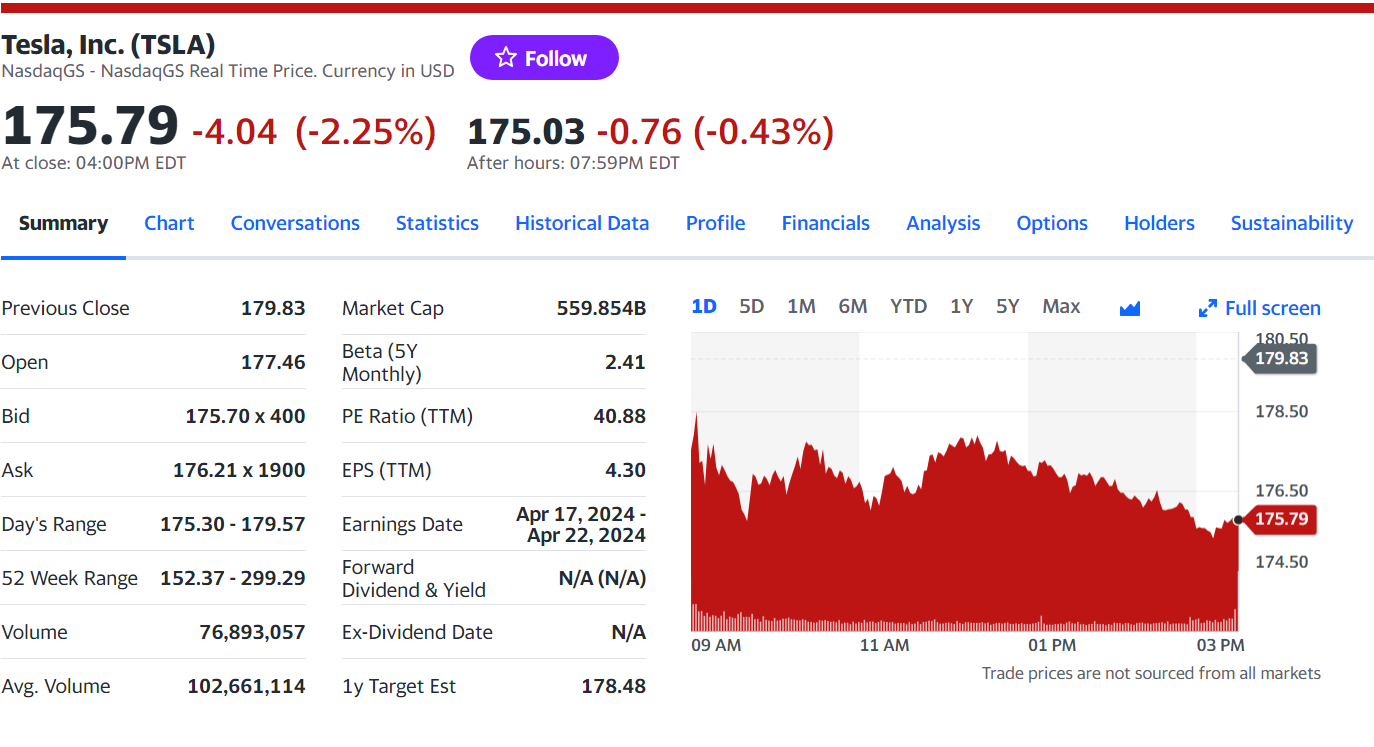 Tesla, Inc. (TSLA)
Follow
NasdaqGS - NasdaqGS Real Time Price. Currency in USD
175.79 -4.04 (-2.25%)
At close: 04:00PM EDT
175.03 -0.76 (-0.43%)
After hours: 07:59PM EDT
Summary Chart Conversations Statistics Historical Data Profile Financials Analysis Options Holders Sustainability
Previous Close 179.83
Open 177.46
Bid 175.70 x 400
Ask 176.21 x 1900
Day's Range 175.30 - 179.57
52 Week Range 152.37 - 299.29
Volume 76,893,057
Avg. Volume 102,661,114
Market Cap 559.854B
Beta (5Y
Monthly) 2.41
PE Ratio (TTM) 40.88
EPS (TTM) 4.30
Earnings Date Apr 17, 2024 -
Apr 22, 2024
Forward
Dividend & Yield N/A (N/A)
Ex-Dividend Date N/A
1y Target Est 178.48
1D 5D 1M 6M YTD 1Y 5Y Max Full screen
180.50
179.83
178.50
176.50
175.79
174.50
09 AM 11 AM 01 PM 03 PM
Trade prices are not sourced from all markets